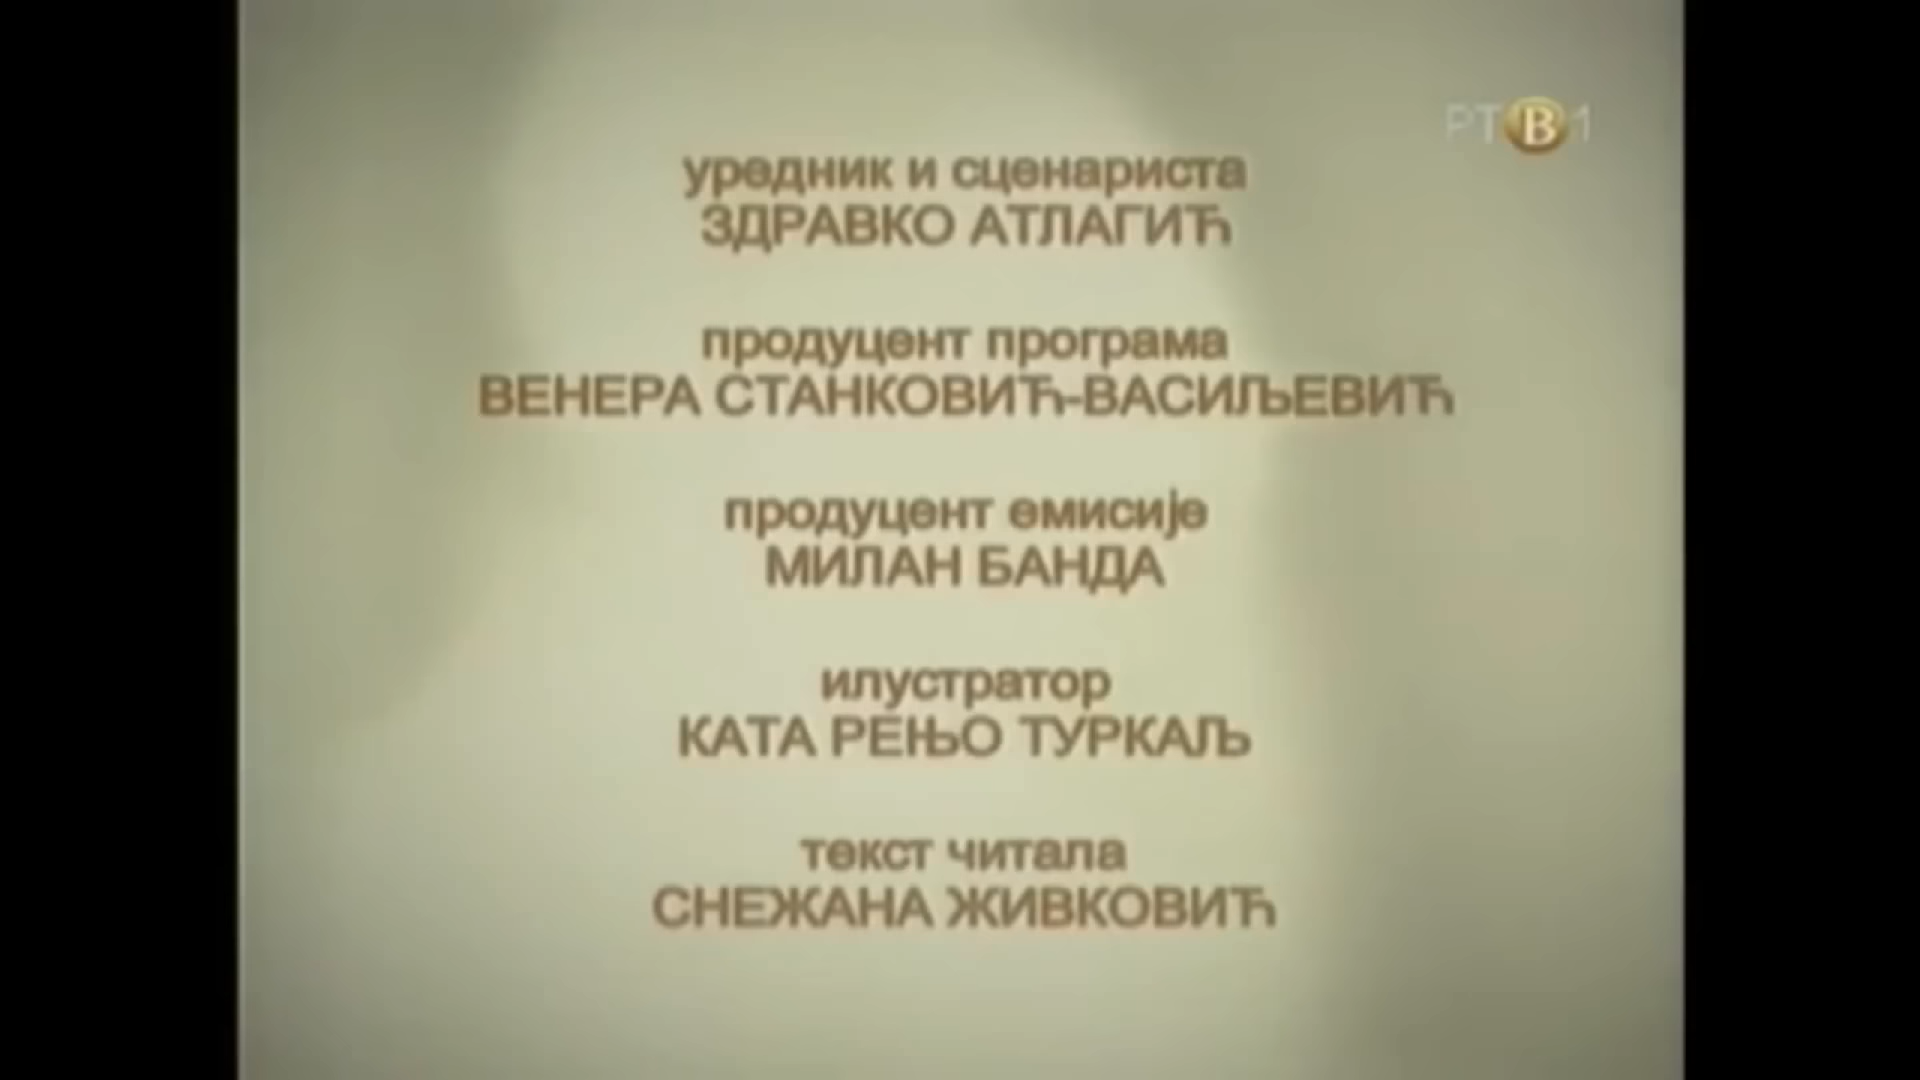 РТВ1
уредник и сценариста
ЗДРАВКО АТЛАГИЋ
продуцент програма
ВЕНЕРА СТАНКОВИЋ-ВАСИЉЕВИЋ
продуцент емисије
МИЛАН БАНДА
илустратор
КАТА РЕЊО ТУРКАЉ
текст читала
СНЕЖАНА ЖИВКОВИЋ